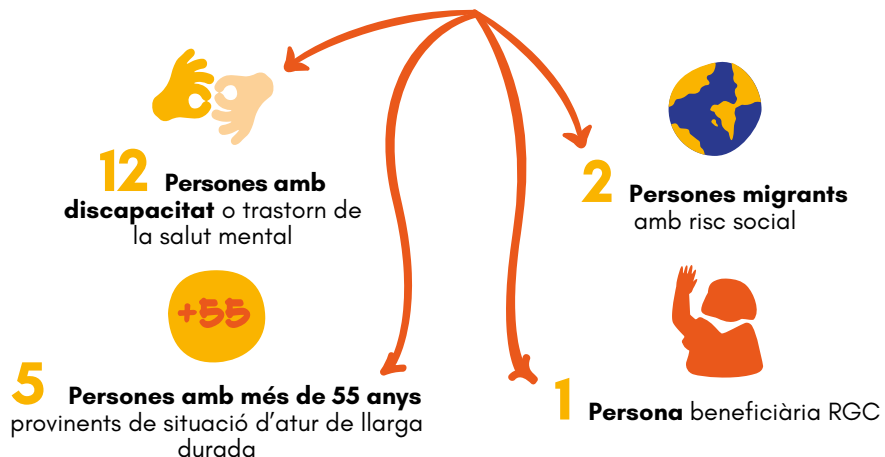 12 Persones amb
discapacitat o trastorn de
la salut mental
2 Persones migrants
amb risc social
+55
5 Persones amb més de 55 anys
provinents de situació d’atur de llarga
durada
1 Persona beneficiària RGC